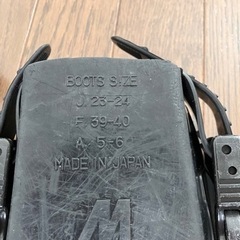 BOOTS SIZE
J. 23-24
F. 39-40
A. 5-6
MADE IN JAPAN
M